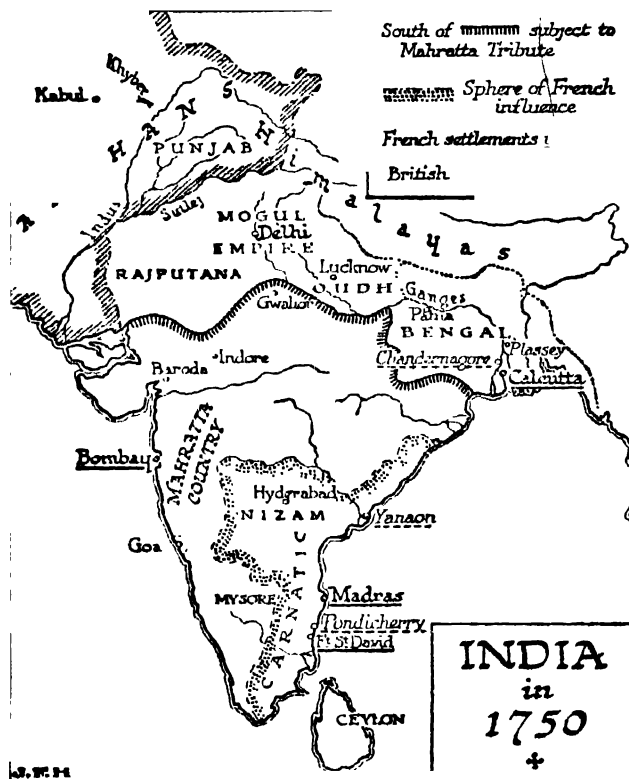 South of subject to
Mahratta Tribute
Sphere of French
influence
French settlements
British
Khyber
Kabul
AFGHANS
PUNJAB
Himalayas
Indus
Sutlej
MOGUL
Delhi
EMPIRE
RAJPUTANA
Lucknow
OUDH
Gwalior
Ganges
Patna
BENGAL
Plassey
Chandernagore
Calcutta
Baroda
Indore
MAHRATTA
COUNTRY
Bombay
Hyderabad
NIZAM
Yanaon
Goa
CARNATIC
MYSORE
Madras
Pondicherry
Ft St David
CEYLON
INDIA
in
1750
J.F.H